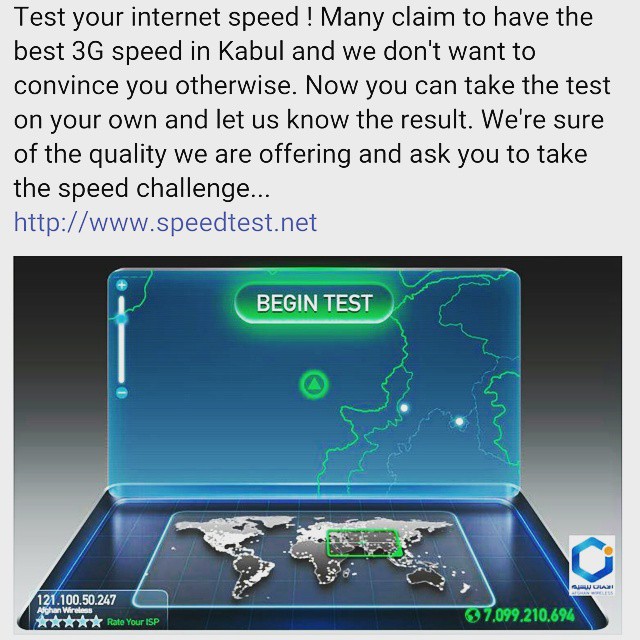 Test your internet speed ! Many claim to have the
best 3G speed in Kabul and we don't want to
convince you otherwise. Now you can take the test
on your own and let us know the result. We're sure
of the quality we are offering and ask you to take
the speed challenge...
http://www.speedtest.net
BEGIN TEST
121.100.50.247
Afghan Wireless
Rate Your ISP
AFGHAN WIRELESS
7,099,210,694